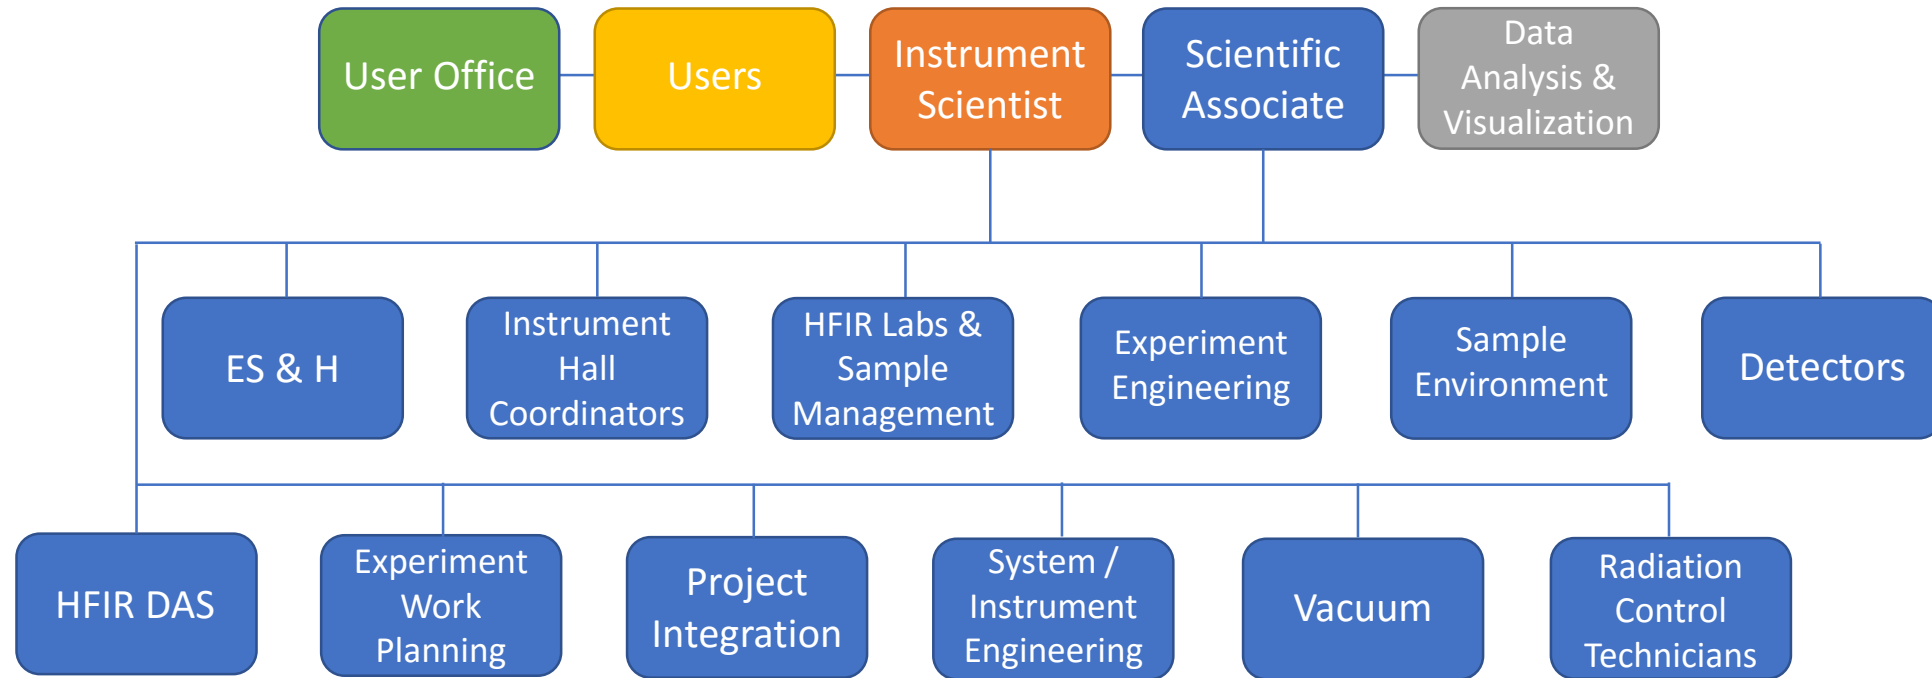 User Office
Users
Instrument
Scientist
Scientific
Associate
Data
Analysis &
Visualization
ES & H
Instrument
Hall
Coordinators
HFIR Labs &
Sample
Management
Experiment
Engineering
Sample
Environment
Detectors
HFIR DAS
Experiment
Work
Planning
Project
Integration
System /
Instrument
Engineering
Vacuum
Radiation
Control
Technicians